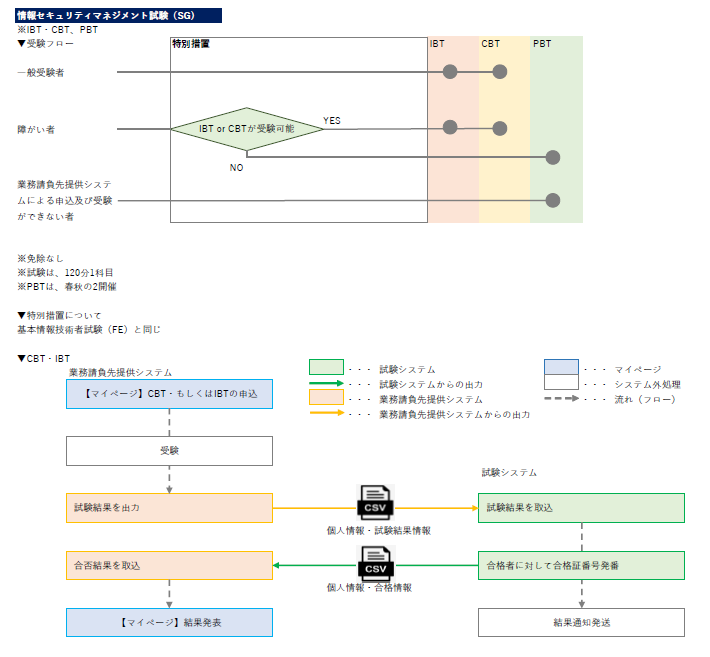 情報セキュリティマネジメント試験（SG）
※IBT・CBT、PBT
▼受験フロー
特別措置
IBT
CBT
PBT
一般受験者
障がい者
IBT or CBTが受験可能
YES
NO
業務請負先提供システ
ムによる申込及び受験
ができない者
※免除なし
※試験は、120分1科目
※PBTは、春秋の2開催
▼特別措置について
基本情報技術者試験（FE）と同じ
▼CBT・IBT
・・・ 試験システム
・・・ 試験システムからの出力
・・・ 業務請負先提供システム
・・・ 業務請負先提供システムからの出力
・・・ マイページ
・・・ システム外処理
・・・ 流れ（フロー）
業務請負先提供システム
【マイページ】CBT・もしくはIBTの申込
受験
試験システム
試験結果を出力
CSV
試験結果を取込
個人情報・試験結果情報
合否結果を取込
CSV
合格者に対して合格証番号発番
個人情報・合格情報
【マイページ】結果発表
結果通知発送